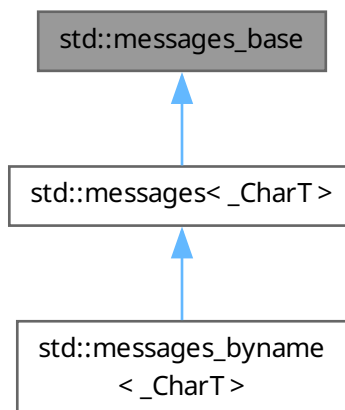 std::messages_base
std::messages< _CharT >
std::messages_byname
< _CharT >